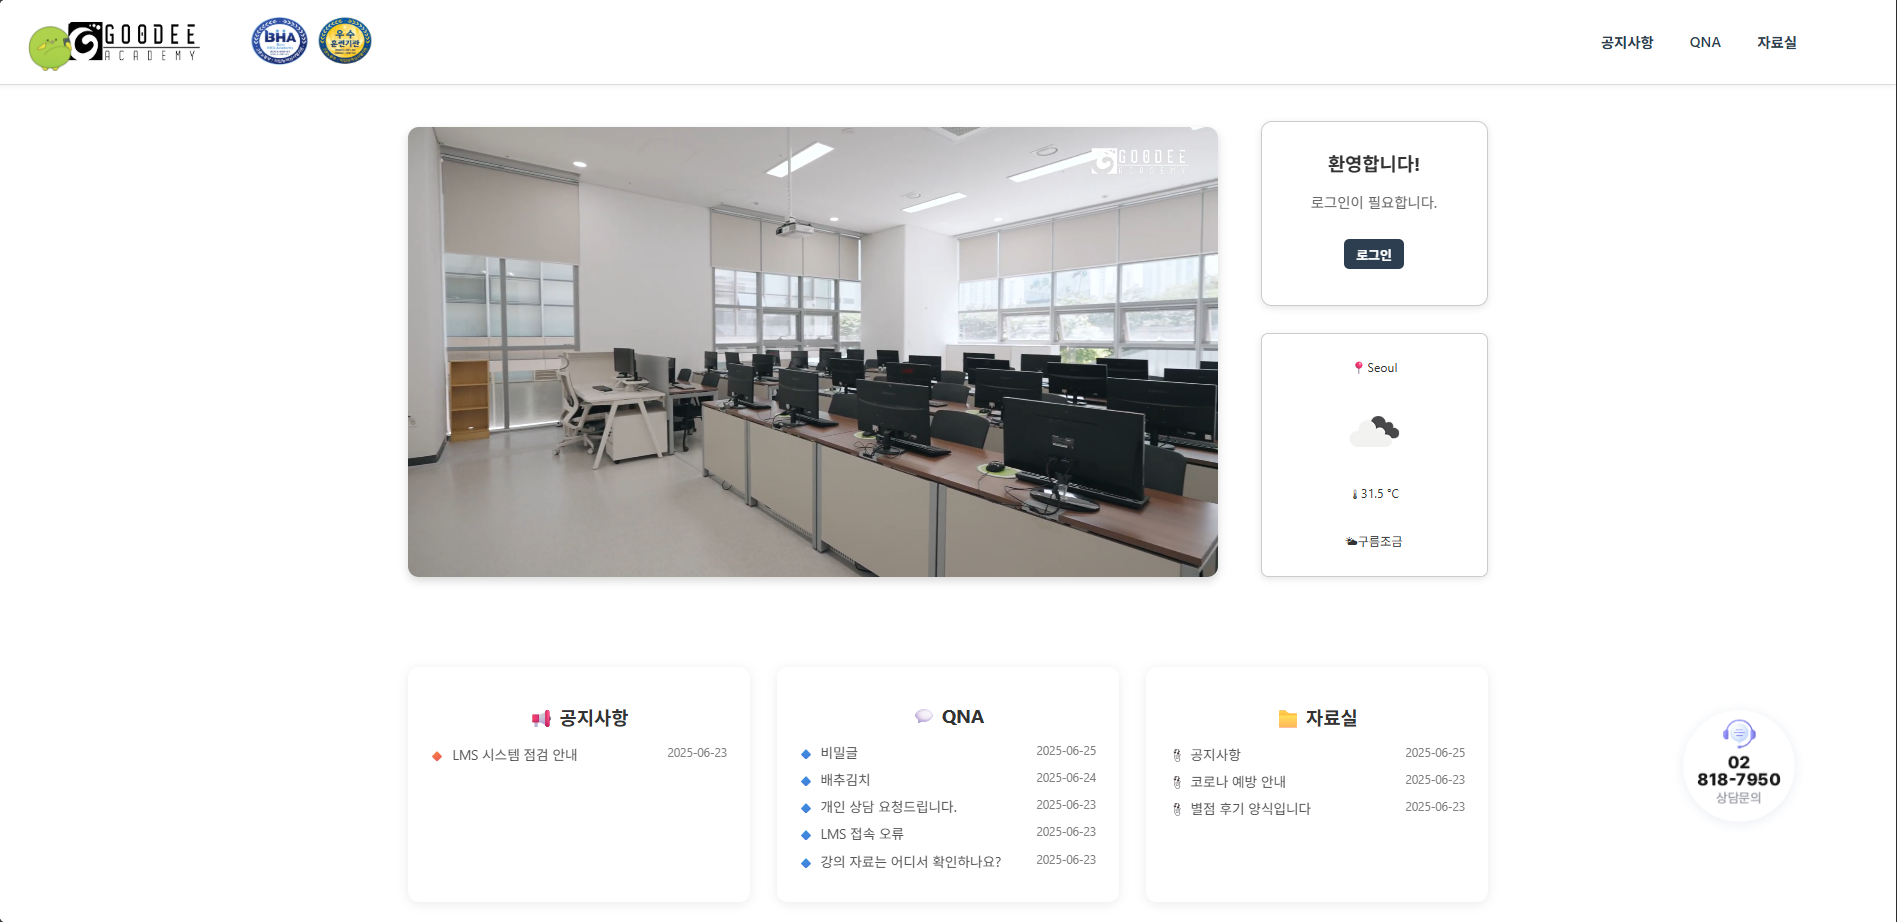 GOODEE
ACADEMY
BHA
우수
훈련기관
공지사항
QNA
자료실
GOODEE
ACADEMY
환영합니다!
로그인이 필요합니다.
로그인
Seoul
31.5 °C
구름조금
공지사항
LMS 시스템 점검 안내 2025-06-23
QNA
비밀글 2025-06-25
배추김치 2025-06-24
개인 상담 요청드립니다. 2025-06-23
LMS 접속 오류 2025-06-23
강의 자료는 어디서 확인하나요? 2025-06-23
자료실
공지사항 2025-06-25
코로나 예방 안내 2025-06-23
별점 후기 양식입니다 2025-06-23
02
818-7950
상담문의